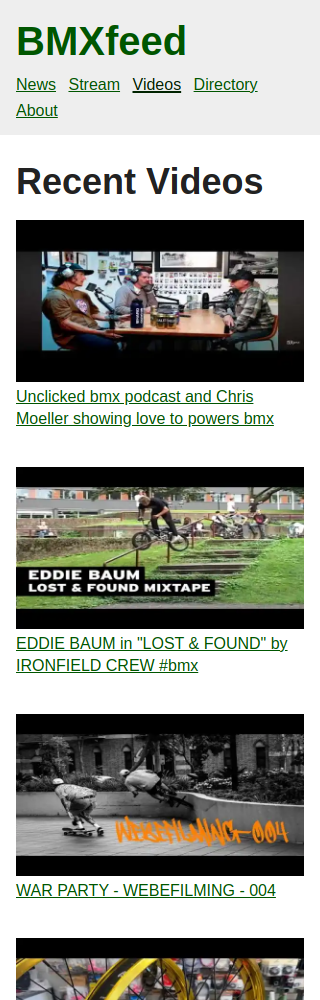 BMXfeed
News Stream Videos Directory
About
Recent Videos
Unclicked bmx podcast and Chris
Moeller showing love to powers bmx
EDDIE BAUM
LOST & FOUND MIXTAPE
EDDIE BAUM in "LOST & FOUND" by
IRONFIELD CREW #bmx
WEBEFILMING-004
WAR PARTY - WEBEFILMING - 004